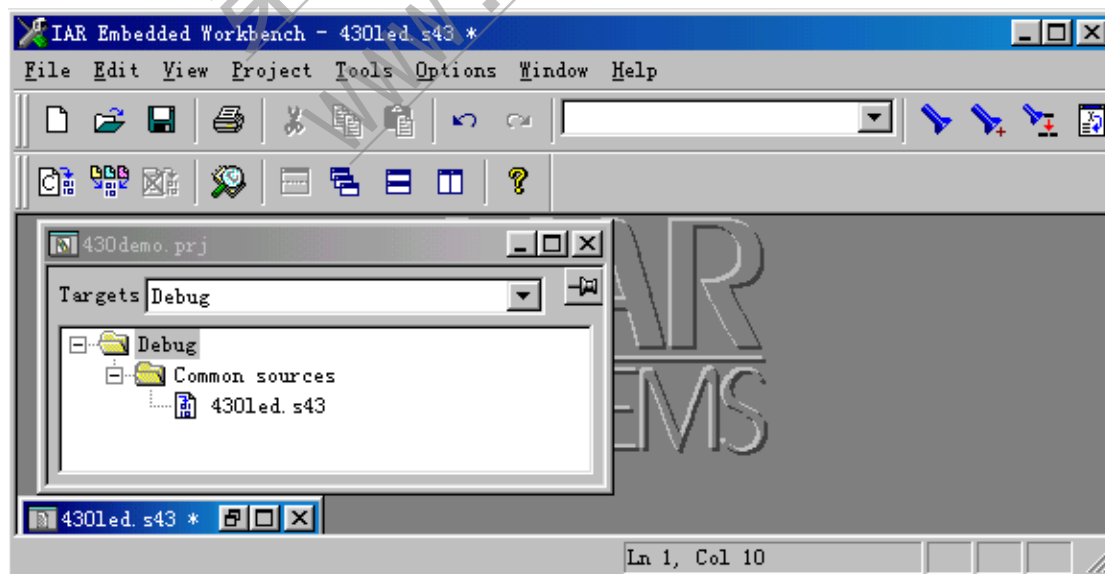 IAR Embedded Workbench - 430led.s43 *
File Edit View Project Tools Options Window Help
430demo.prj
Targets Debug
Debug
Common sources
430led.s43
430led.s43 *
Ln 1, Col 10